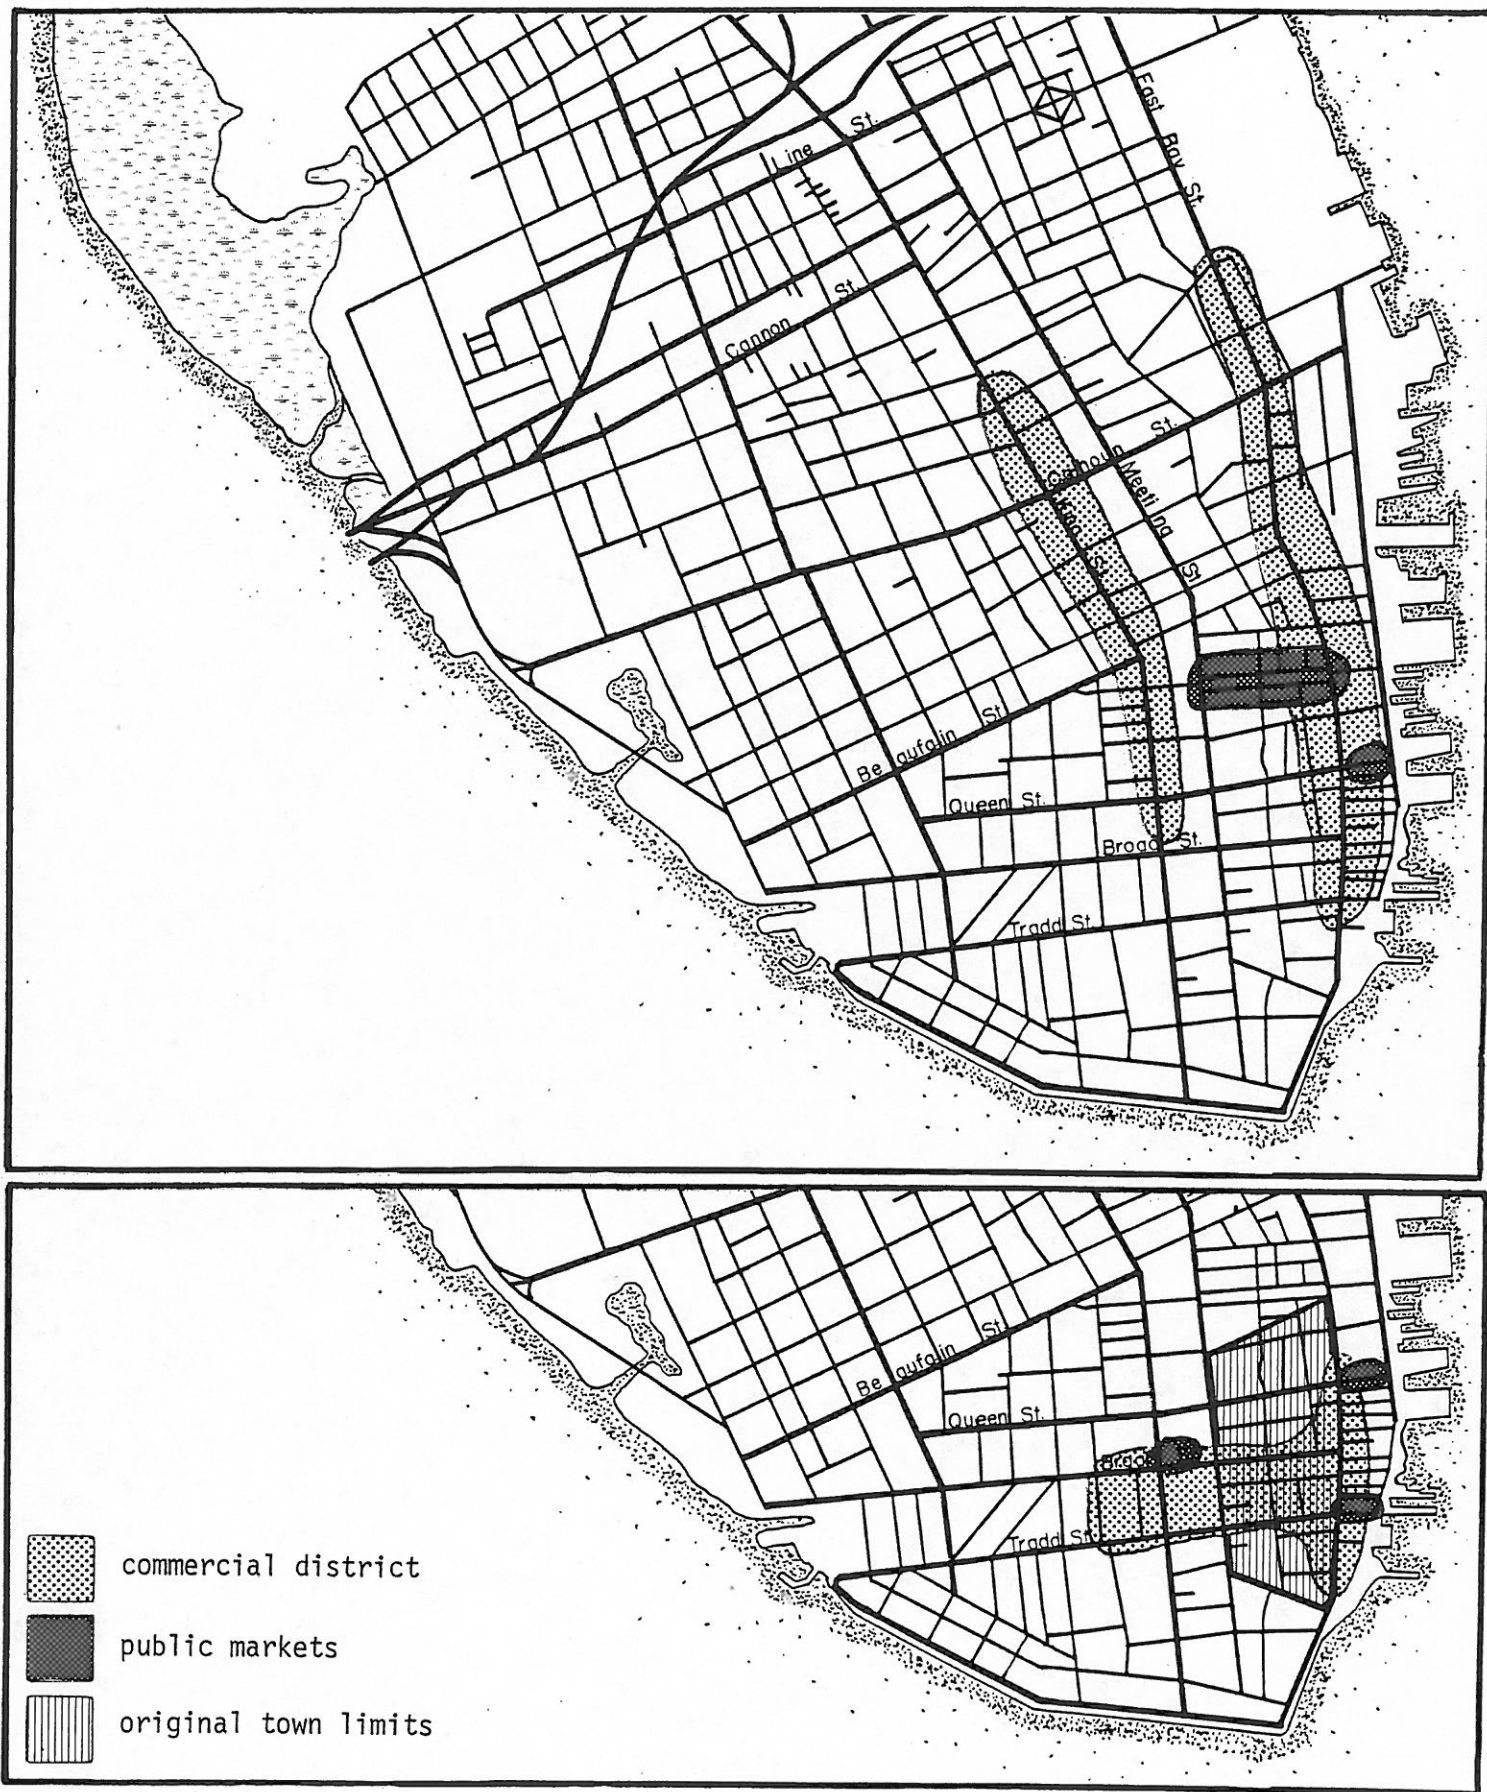 East Bay St.
Line St.
Cannon St.
Calhoun St.
Meeting St.
King St.
Beaufain St.
Queen St.
Broad St.
Tradd St.
Beaufain St.
Queen St.
Broad
Tradd St.
commercial district
public markets
original town limits